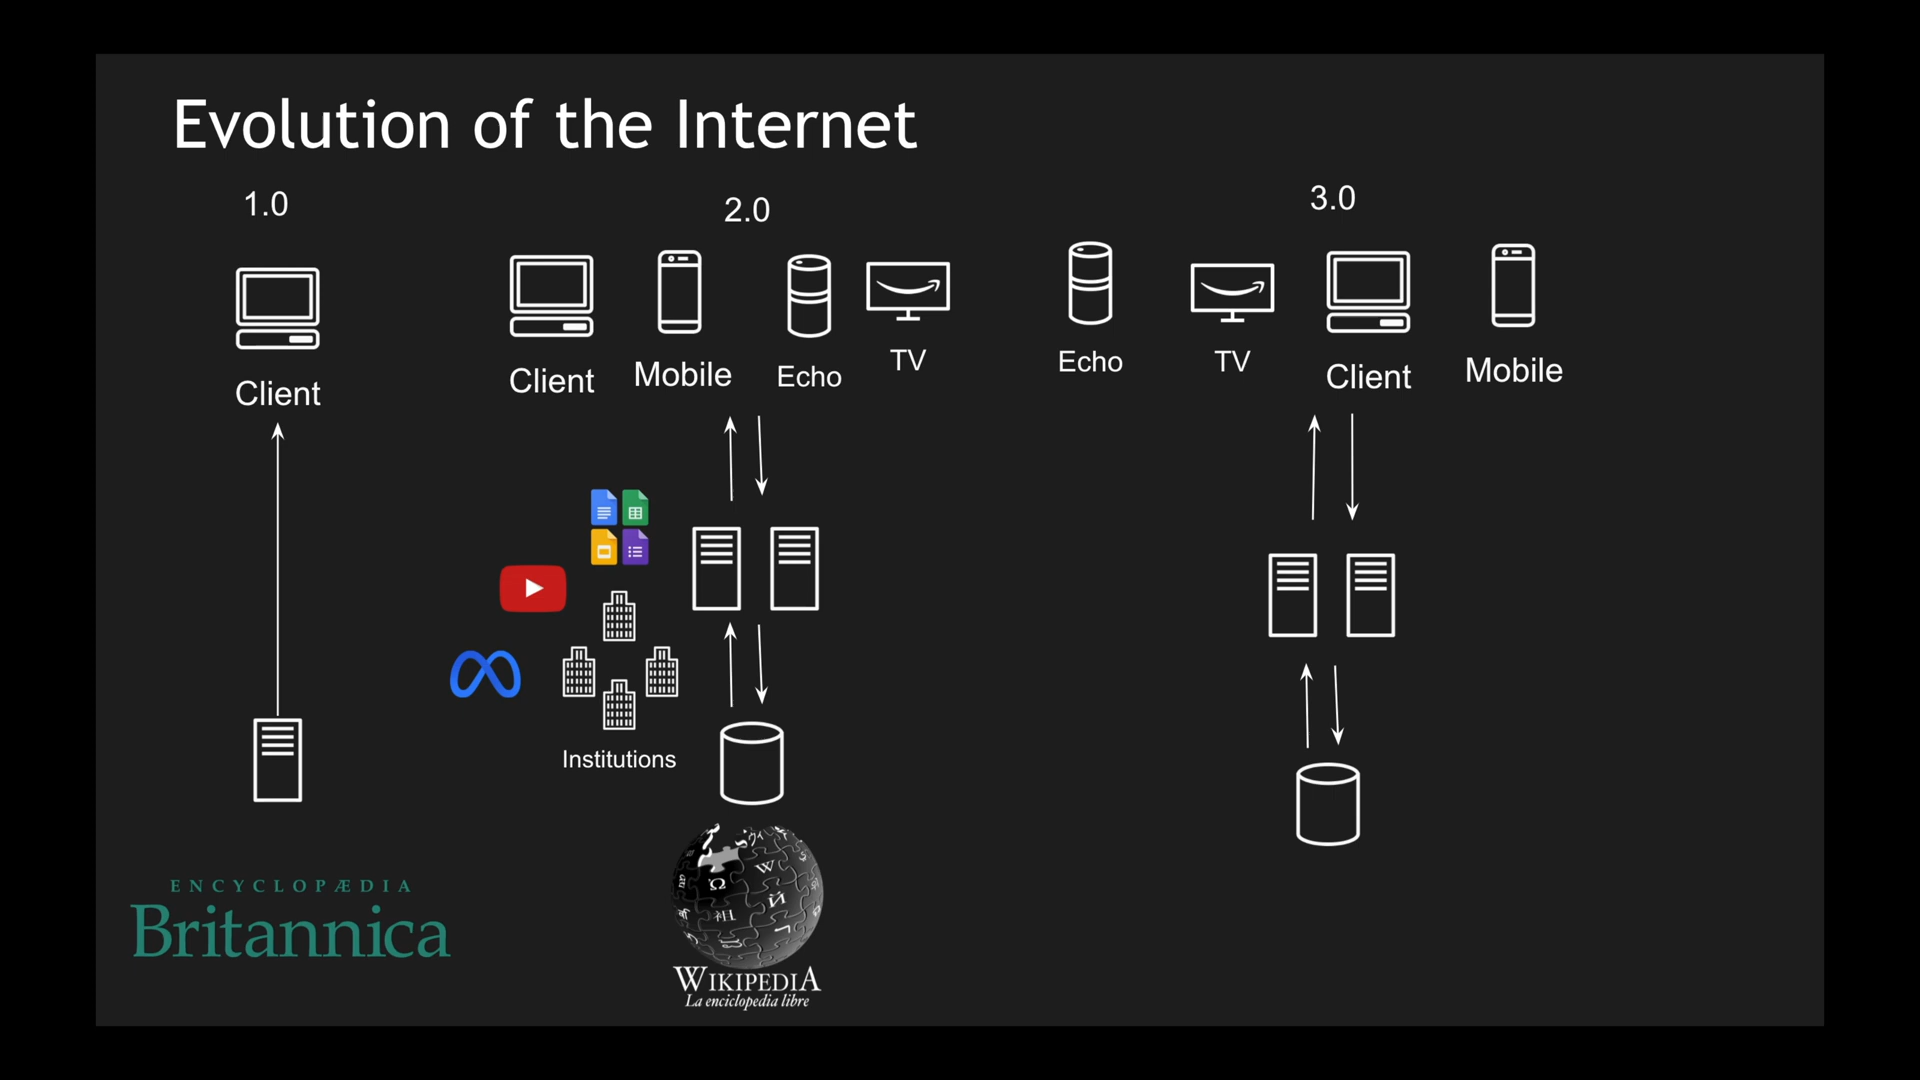 Evolution of the Internet
1.0
2.0
3.0
Client
Client
Mobile
Echo
TV
Echo
TV
Client
Mobile
Institutions
ENCYCLOPÆDIA
Britannica
WIKIPEDIA
La enciclopedia libre